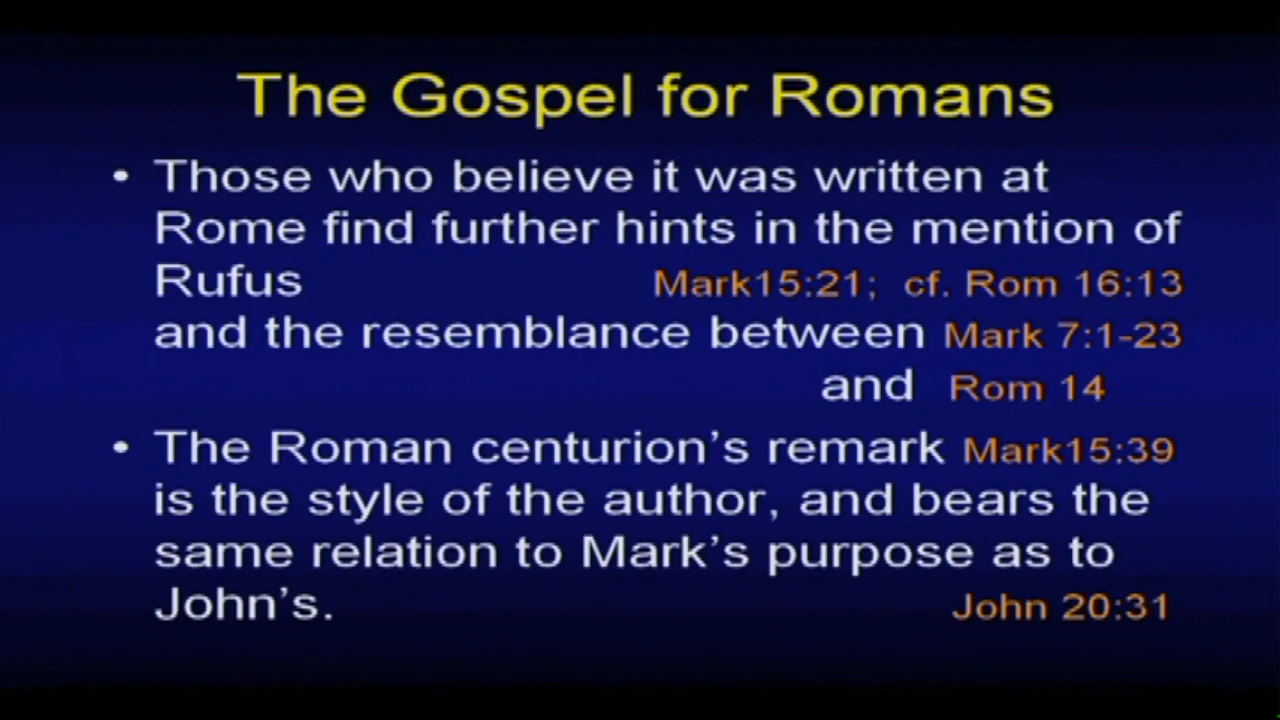 The Gospel for Romans
• Those who believe it was written at
Rome find further hints in the mention of
Rufus Mark15:21; cf. Rom 16:13
and the resemblance between Mark 7:1-23
and Rom 14
• The Roman centurion's remark Mark15:39
is the style of the author, and bears the
same relation to Mark's purpose as to
John's. John 20:31